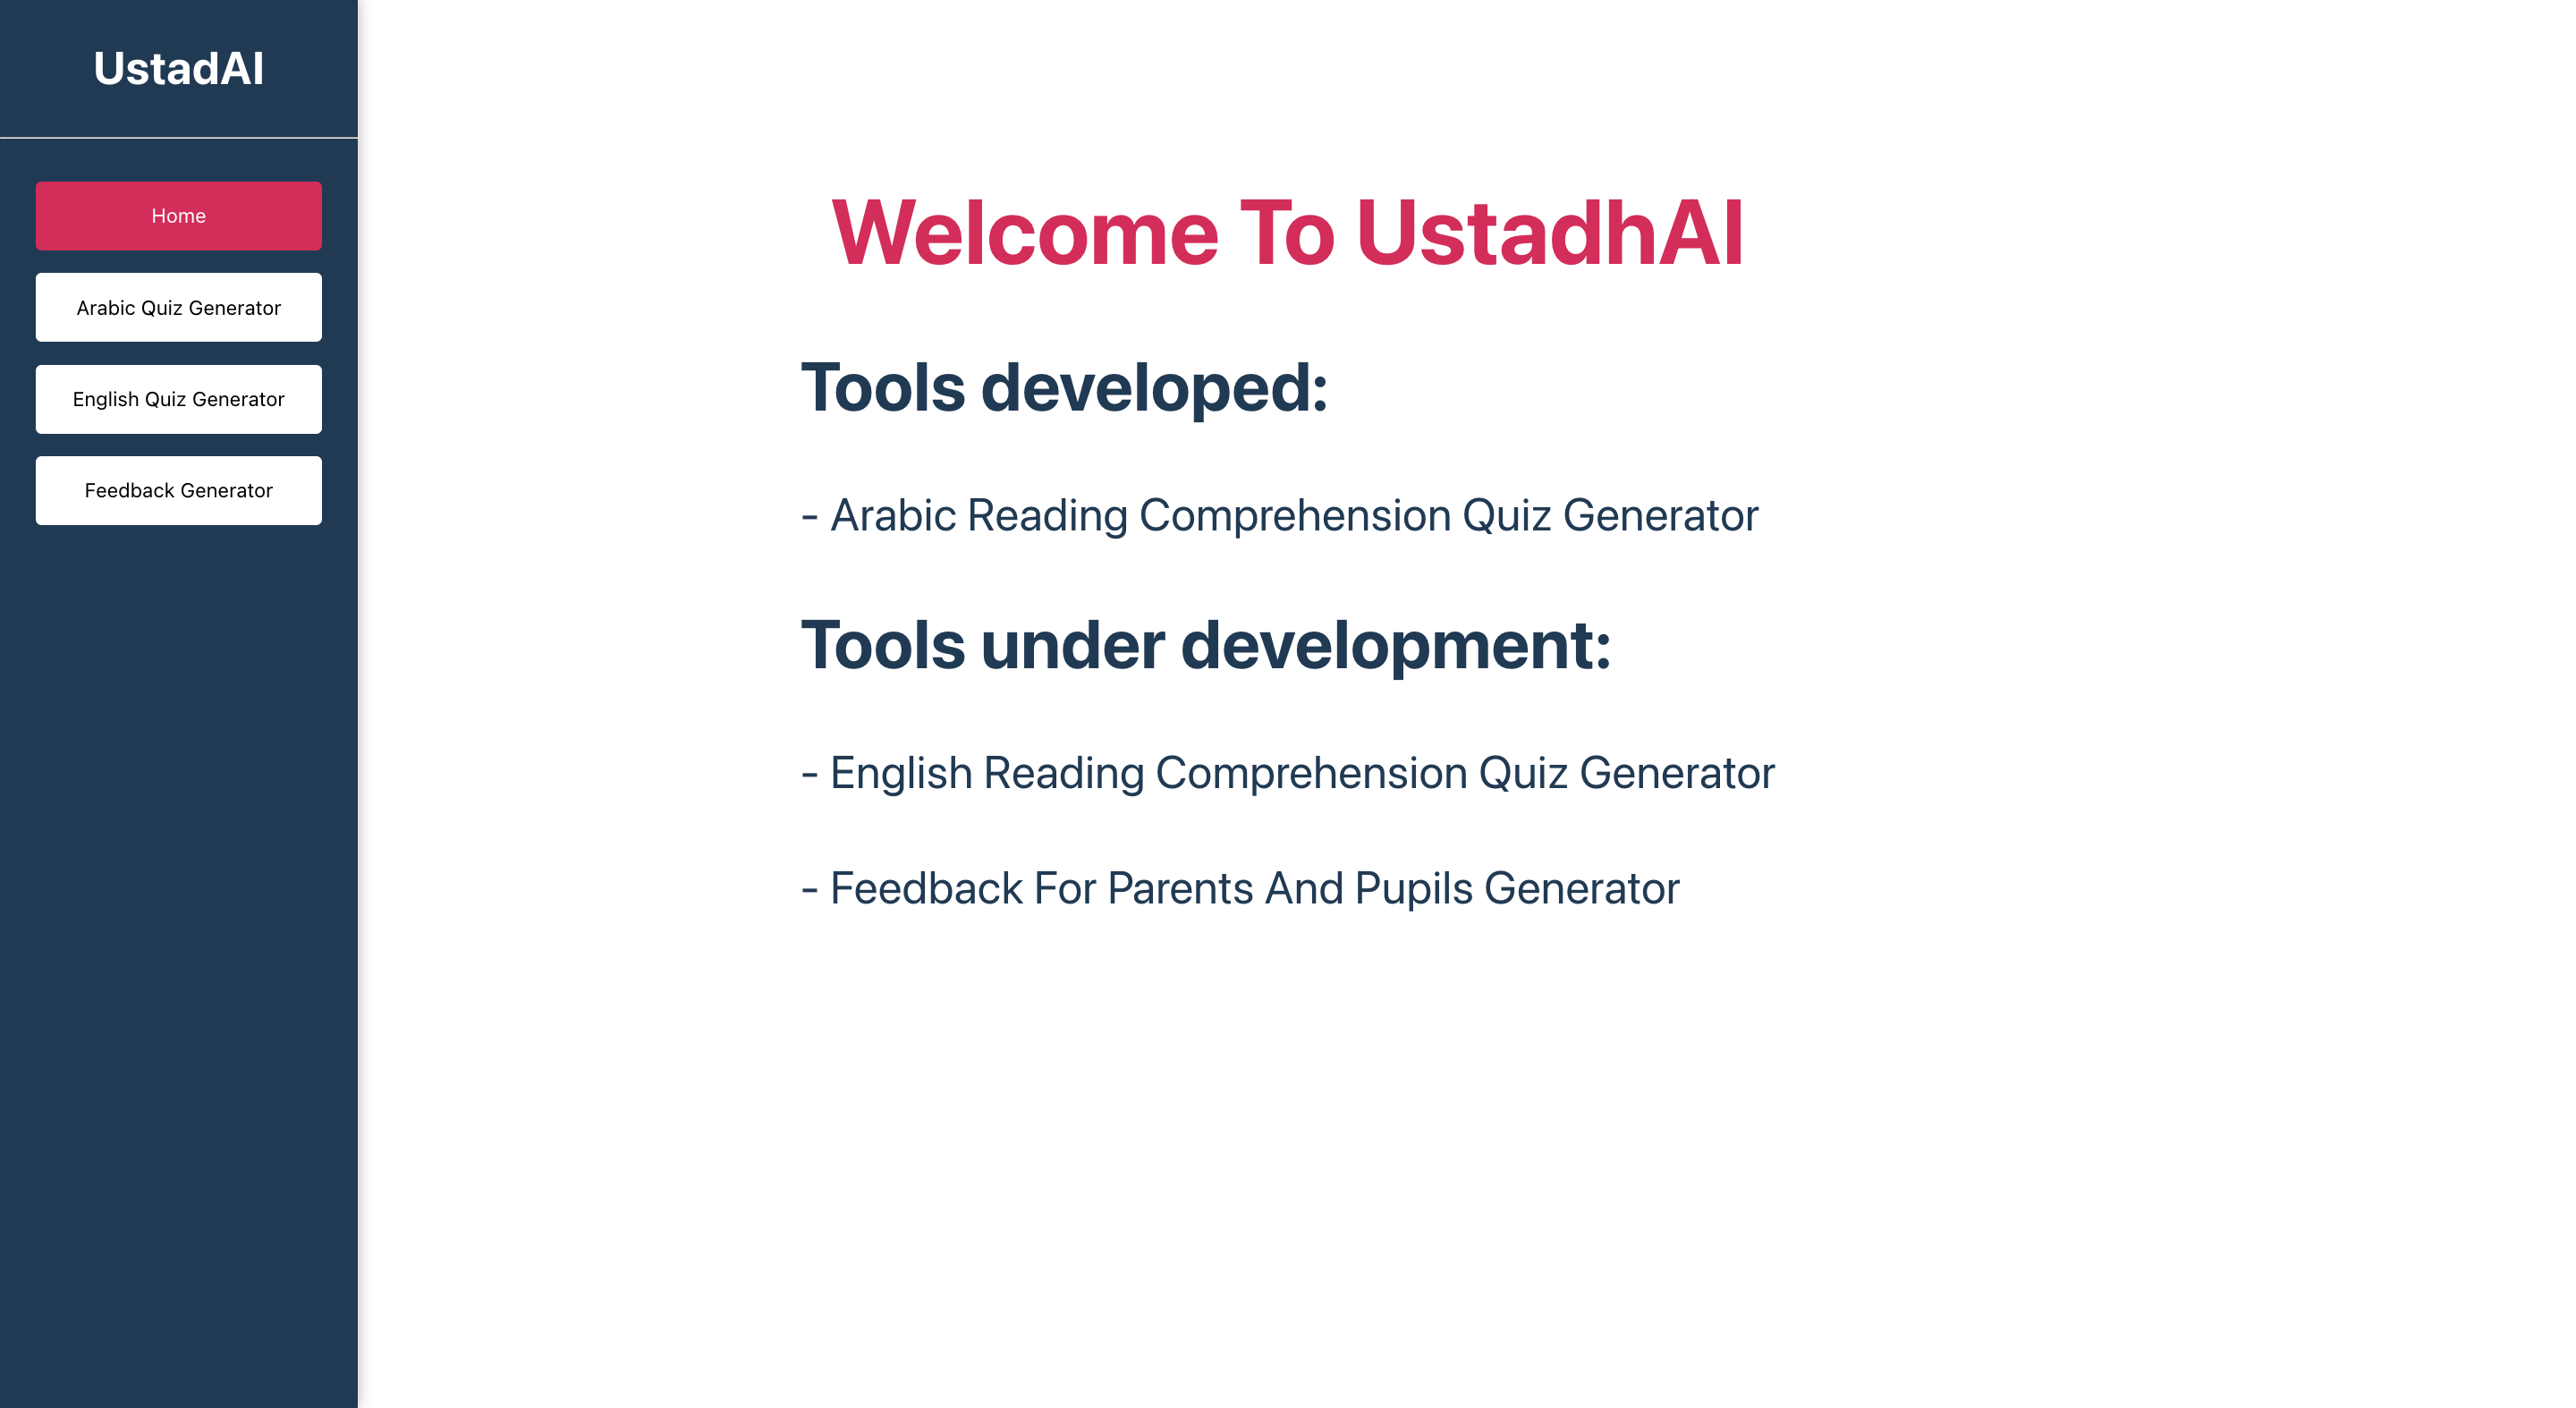 UstadAI
Home
Arabic Quiz Generator
English Quiz Generator
Feedback Generator
Welcome To UstadhAI
Tools developed:
- Arabic Reading Comprehension Quiz Generator
Tools under development:
- English Reading Comprehension Quiz Generator
- Feedback For Parents And Pupils Generator